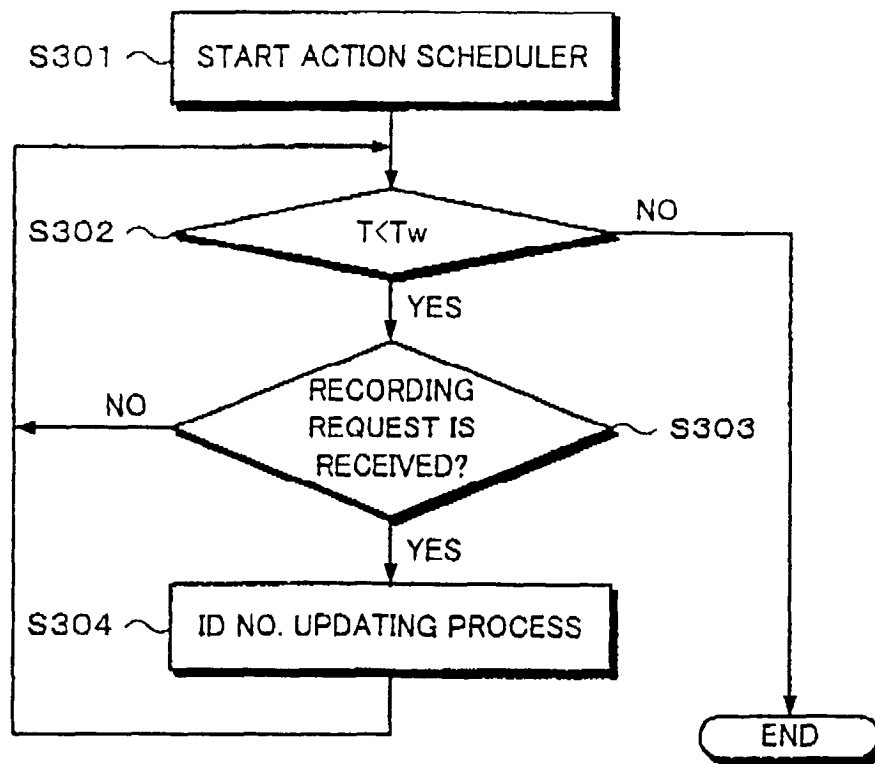 S301
START ACTION SCHEDULER
S302
T<Tw
NO
YES
NO
RECORDING
REQUEST IS
RECEIVED?
S303
YES
S304
ID NO. UPDATING PROCESS
END